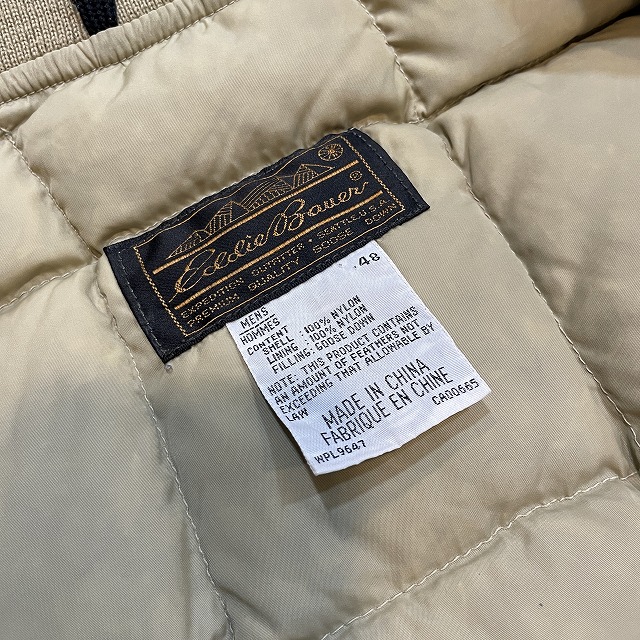 Eddie Bauer ®
EXPEDITION OUTFITTER · SEATTLE, U.S.A.
PREMIUM QUALITY GOOSE DOWN
48
MENS
HOMMES
CONTENT
SHELL : 100% NYLON
LINING : 100% NYLON
FILLING: GOOSE DOWN
NOTE: THIS PRODUCT CONTAINS
AN AMOUNT OF FEATHERS NOT
EXCEEDING THAT ALLOWABLE BY
LAW
MADE IN CHINA
FABRIQUE EN CHINE
WPL9647 CA00665